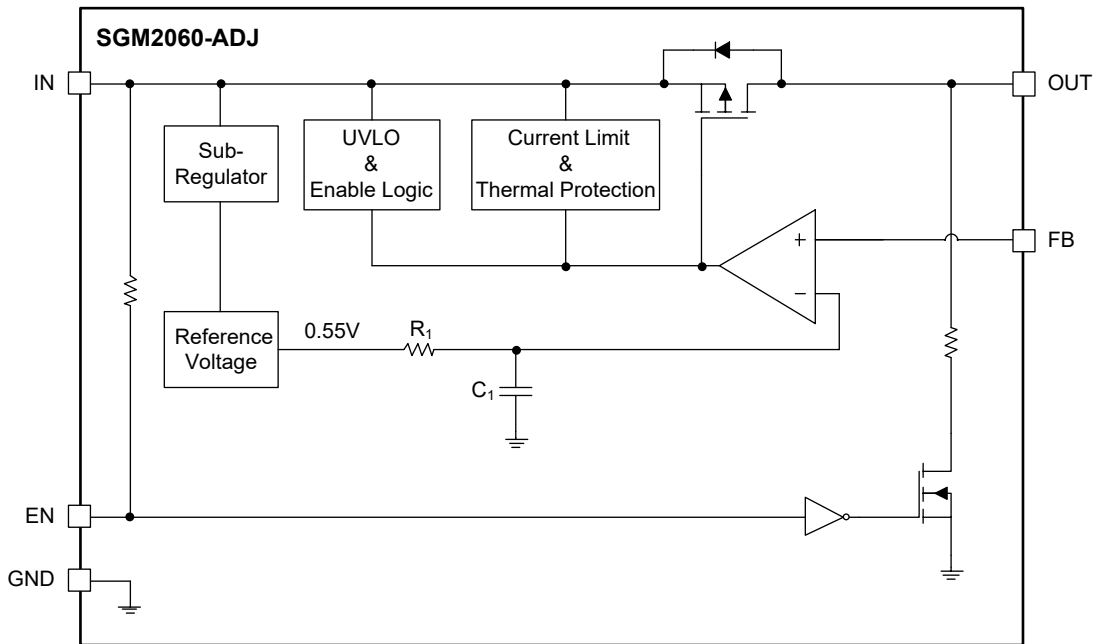 SGM2060-ADJ
IN
OUT
Sub-
Regulator
UVLO
&
Enable Logic
Current Limit
&
Thermal Protection
+
FB
−
Reference
Voltage
0.55V
R1
C1
EN
GND